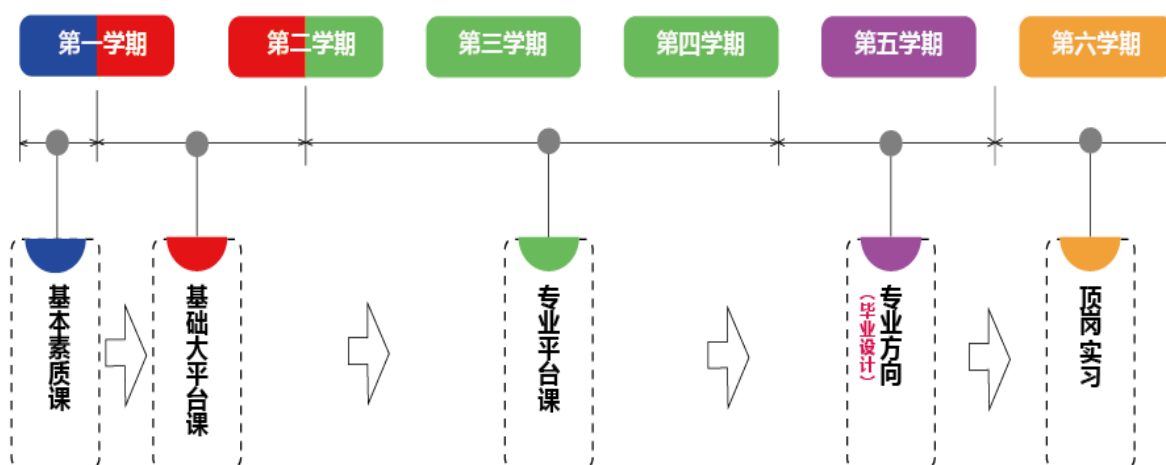 第一学期
第二学期
第三学期
第四学期
第五学期
第六学期
基本素质课
基础大平台课
专业平台课
专业方向
（毕业设计）
顶岗实习